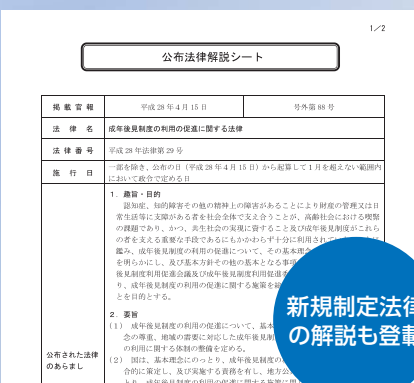 1／2
公布法律解説シート
掲載官報 平成28年4月15日 号外第88号
法律名 成年後見制度の利用の促進に関する法律
法律番号 平成28年法律第29号
施行日 一部を除き、公布の日（平成28年4月15日）から起算して1月を超えない範囲内
において政令で定める日
1．趣旨・目的
認知症、知的障害その他の精神上の障害があることにより財産の管理又は日
常生活等に支障がある者を社会全体で支え合うことが、高齢社会における喫緊
の課題であり、かつ、共生社会の実現に資すること及び成年後見制度がこれら
の者を支える重要な手段であるにもかかわらず十分に利用されて
鑑み、成年後見制度の利用の促進について、その基本理念
を明らかにし、及び基本方針その他の基本となる事項
後見制度利用促進会議及び成年後見制度利用促進委
り、成年後見制度の利用の促進に関する施策を総
とを目的とする。
2．要旨
（1） 成年後見制度の利用の促進について、基本
念の尊重、地域の需要に対応した成年後見制
の利用に関する体制の整備を定める。
（2） 国は、基本理念にのっとり、成年後見制度の
合的に策定し、及び実施する責務を有し、地方公
とり、成年後見制度の利用の促進に関する施策に関
公布された法律
のあらまし
新規制定法律
の解説も登載